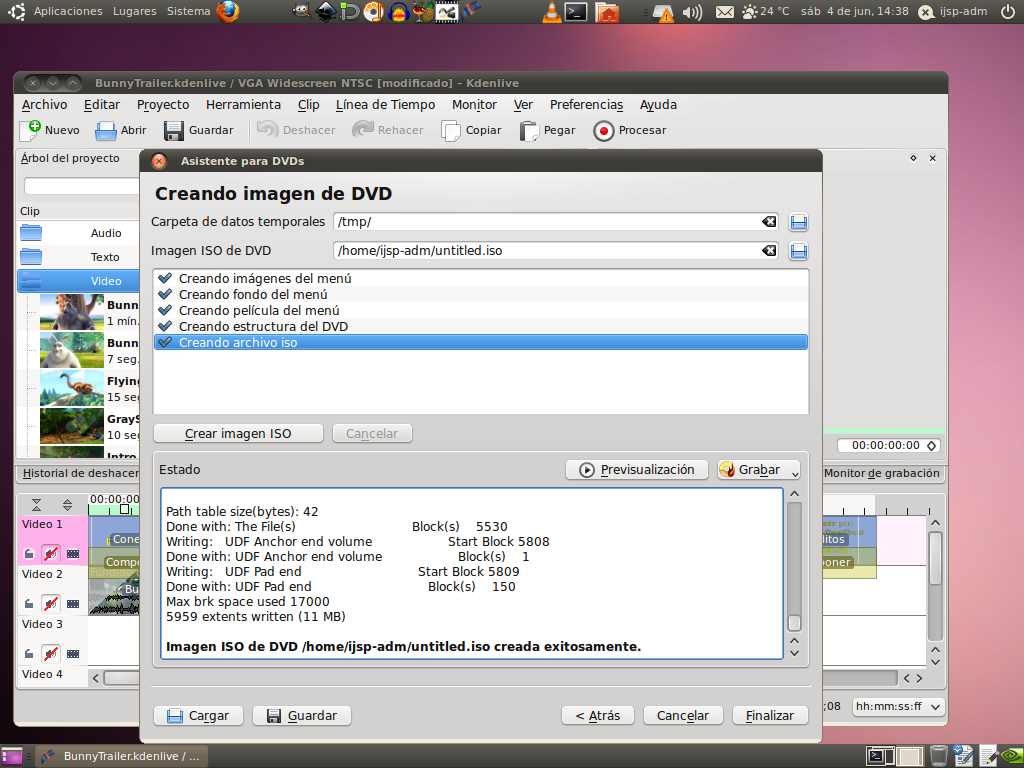 Aplicaciones Lugares Sistema 24 °C sáb 4 de jun, 14:38 ijsp-adm
BunnyTrailer.kdenlive / VGA Widescreen NTSC [modificado] – Kdenlive
Archivo Editar Proyecto Herramienta Clip Línea de Tiempo Monitor Ver Preferencias Ayuda
Nuevo Abrir Guardar Deshacer Rehacer Copiar Pegar Procesar
Árbol del proyecto
Clip
Audio
Texto
Video
Bunn
1 mín.
Bunn
7 seg.
Flying
15 seg
GrayS
10 seg
Intro
Historial de deshacer
Asistente para DVDs
Creando imagen de DVD
Carpeta de datos temporales /tmp/
Imagen ISO de DVD /home/ijsp-adm/untitled.iso
Creando imágenes del menú
Creando fondo del menú
Creando película del menú
Creando estructura del DVD
Creando archivo iso
Crear imagen ISO Cancelar
Estado Previsualización Grabar
Path table size(bytes): 42
Done with: The File(s) Block(s) 5530
Writing: UDF Anchor end volume Start Block 5808
Done with: UDF Anchor end volume Block(s) 1
Writing: UDF Pad end Start Block 5809
Done with: UDF Pad end Block(s) 150
Max brk space used 17000
5959 extents written (11 MB)
Imagen ISO de DVD /home/ijsp-adm/untitled.iso creada exitosamente.
Cargar Guardar < Atrás Cancelar Finalizar
00:00:00:00
Monitor de grabación
00:00:00
Video 1
Cone
Compo
Video 2
Bu
Video 3
Video 4
ditos
oner
;08 hh:mm:ss:ff
BunnyTrailer.kdenlive / ...